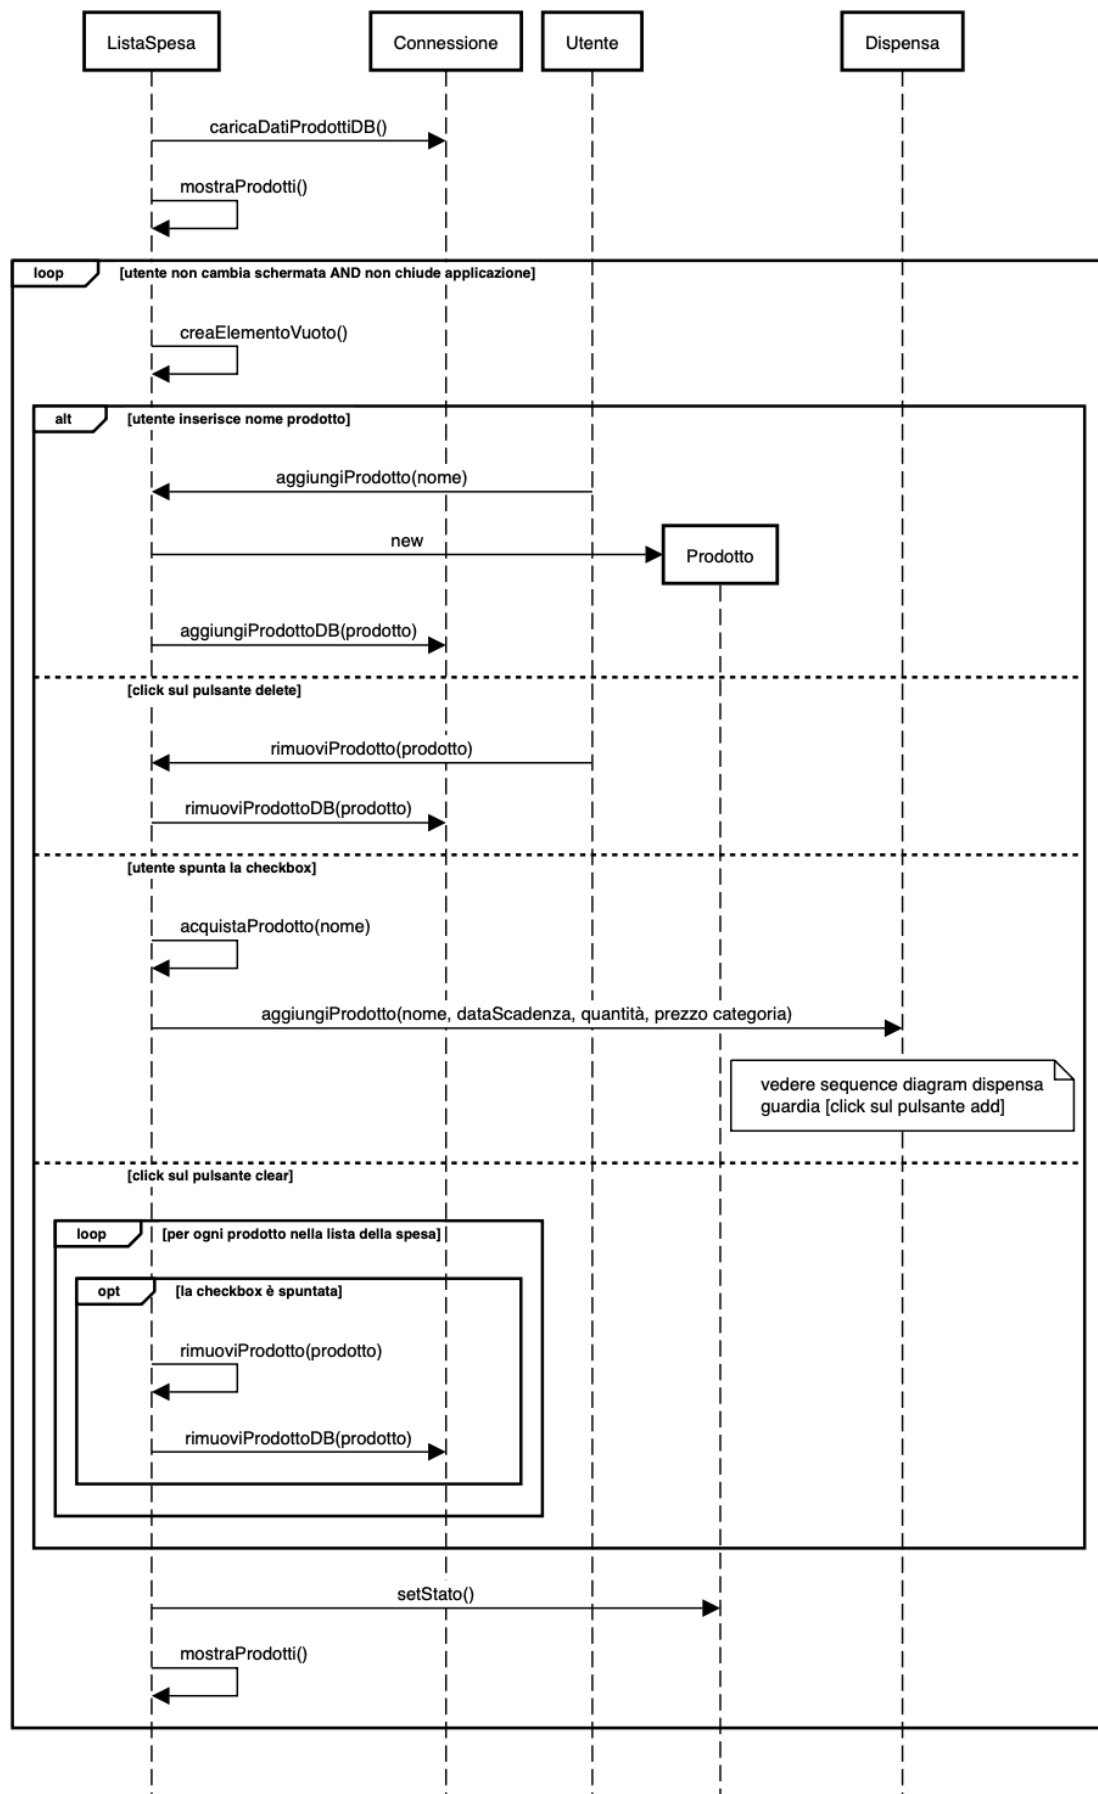 ListaSpesa
Connessione
Utente
Dispensa
caricaDatiProdottiDB()
mostraProdotti()
loop
[utente non cambia schermata AND non chiude applicazione]
creaElementoVuoto()
alt
[utente inserisce nome prodotto]
aggiungiProdotto(nome)
new
Prodotto
aggiungiProdottoDB(prodotto)
[click sul pulsante delete]
rimuoviProdotto(prodotto)
rimuoviProdottoDB(prodotto)
[utente spunta la checkbox]
acquistaProdotto(nome)
aggiungiProdotto(nome, dataScadenza, quantità, prezzo categoria)
vedere sequence diagram dispensa
guardia [click sul pulsante add]
[click sul pulsante clear]
loop
[per ogni prodotto nella lista della spesa]
opt
[la checkbox è spuntata]
rimuoviProdotto(prodotto)
rimuoviProdottoDB(prodotto)
setStato()
mostraProdotti()